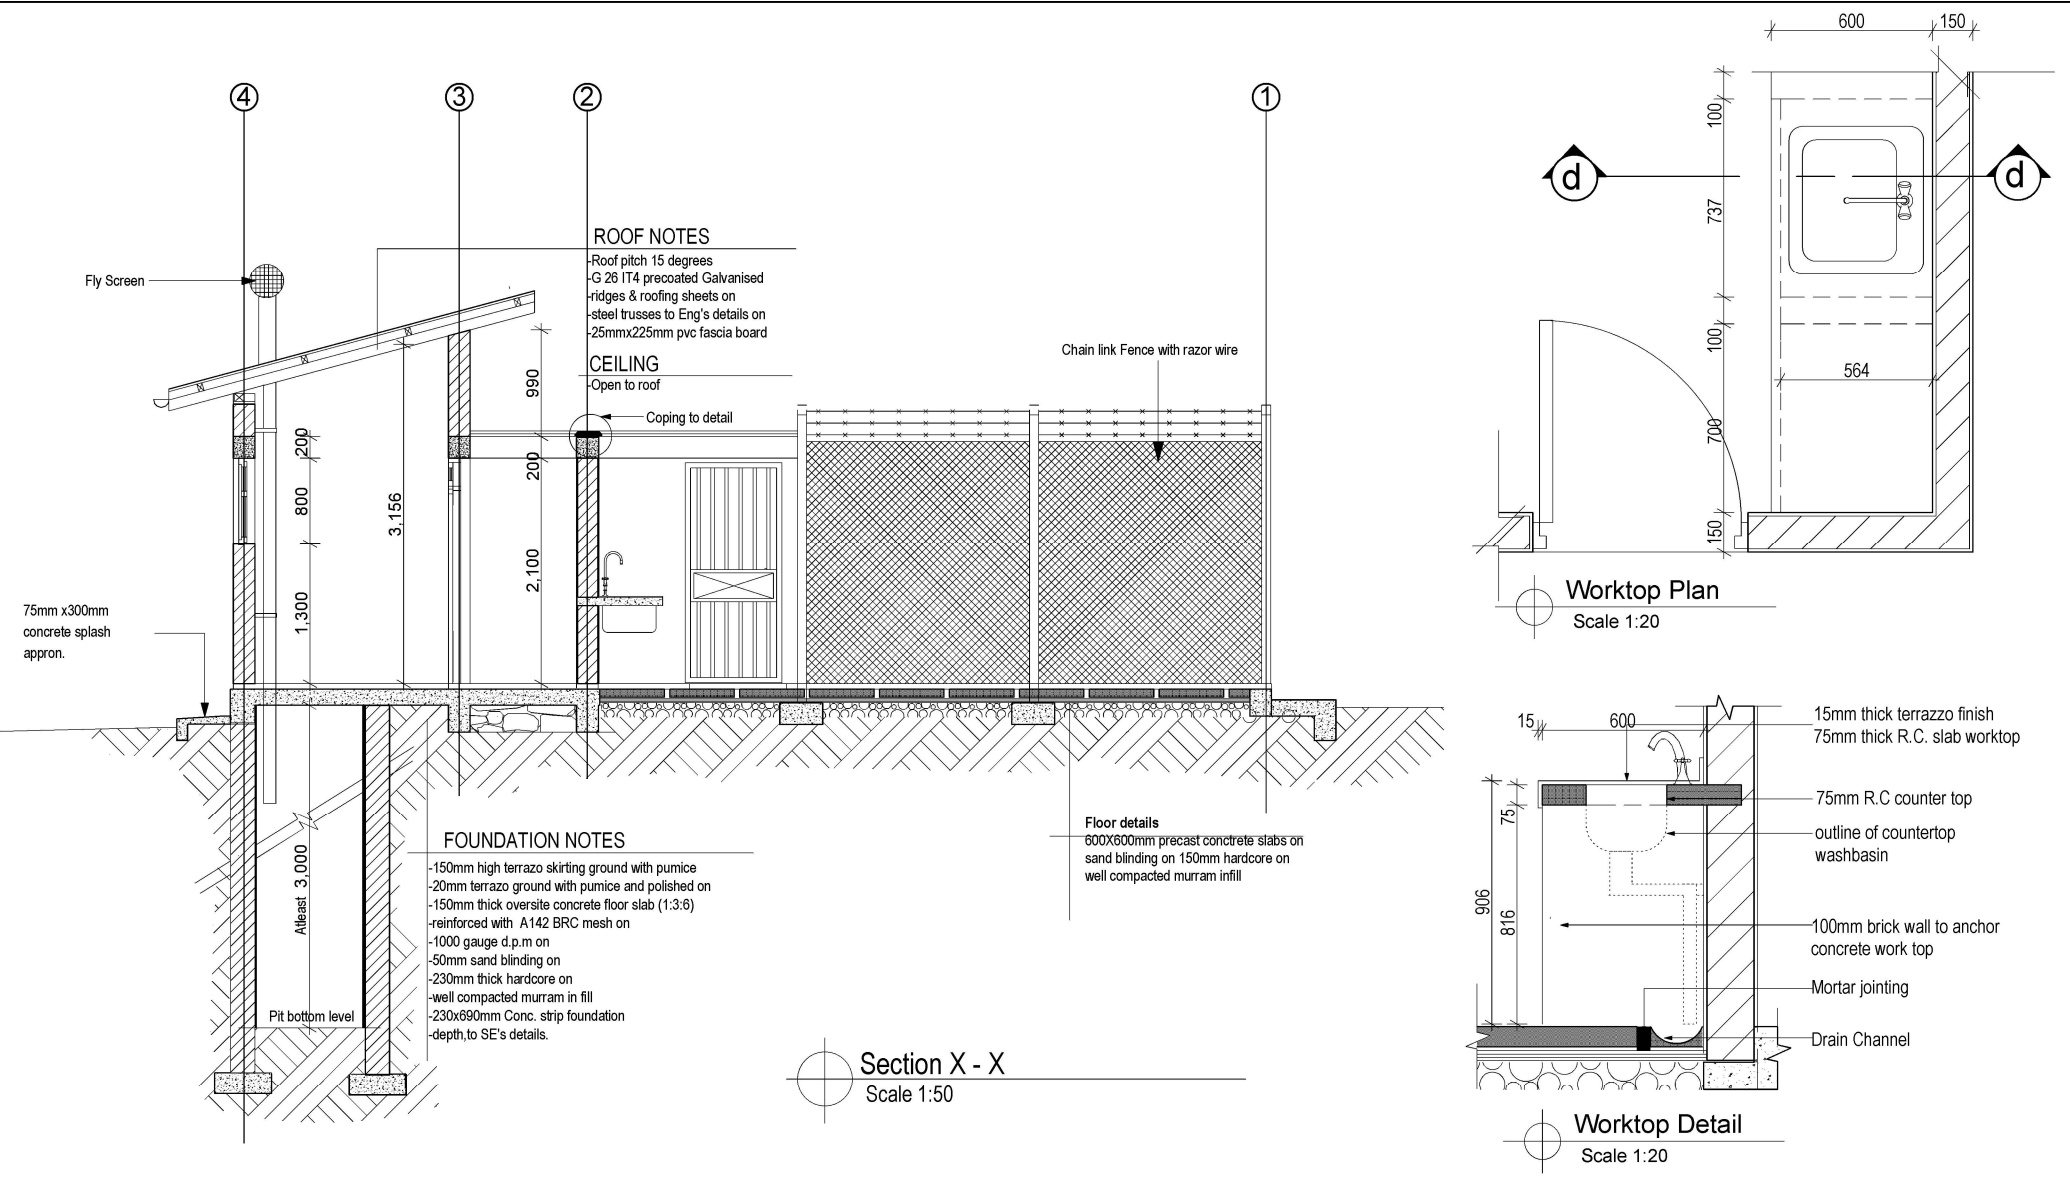 4
3
2
1
ROOF NOTES
-Roof pitch 15 degrees
-G 26 IT4 precoated Galvanised
-ridges & roofing sheets on
-steel trusses to Eng's details on
-25mmx225mm pvc fascia board
CEILING
-Open to roof
Fly Screen
Coping to detail
Chain link Fence with razor wire
990
200
200
800
3,156
2,100
1,300
75mm x300mm
concrete splash
appron.
Atleast 3,000
Pit bottom level
FOUNDATION NOTES
-150mm high terrazo skirting ground with pumice
-20mm terrazo ground with pumice and polished on
-150mm thick oversite concrete floor slab (1:3:6)
-reinforced with A142 BRC mesh on
-1000 gauge d.p.m on
-50mm sand blinding on
-230mm thick hardcore on
-well compacted murram in fill
-230x690mm Conc. strip foundation
-depth,to SE's details.
Floor details
600X600mm precast concrete slabs on
sand blinding on 150mm hardcore on
well compacted murram infill
Section X - X
Scale 1:50
600
150
100
d
d
737
100
564
700
150
Worktop Plan
Scale 1:20
15
600
15mm thick terrazzo finish
75mm thick R.C. slab worktop
75mm R.C counter top
75
outline of countertop
washbasin
906
816
100mm brick wall to anchor
concrete work top
Mortar jointing
Drain Channel
Worktop Detail
Scale 1:20